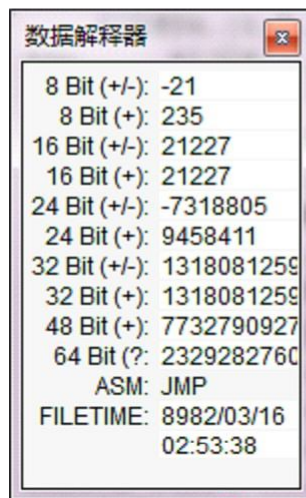 数据解释器
8 Bit (+/-): -21
8 Bit (+): 235
16 Bit (+/-): 21227
16 Bit (+): 21227
24 Bit (+/-): -7318805
24 Bit (+): 9458411
32 Bit (+/-): 1318081259
32 Bit (+): 1318081259
48 Bit (+): 7732790927
64 Bit (?: 2329282760
ASM: JMP
FILETIME: 8982/03/16
02:53:38